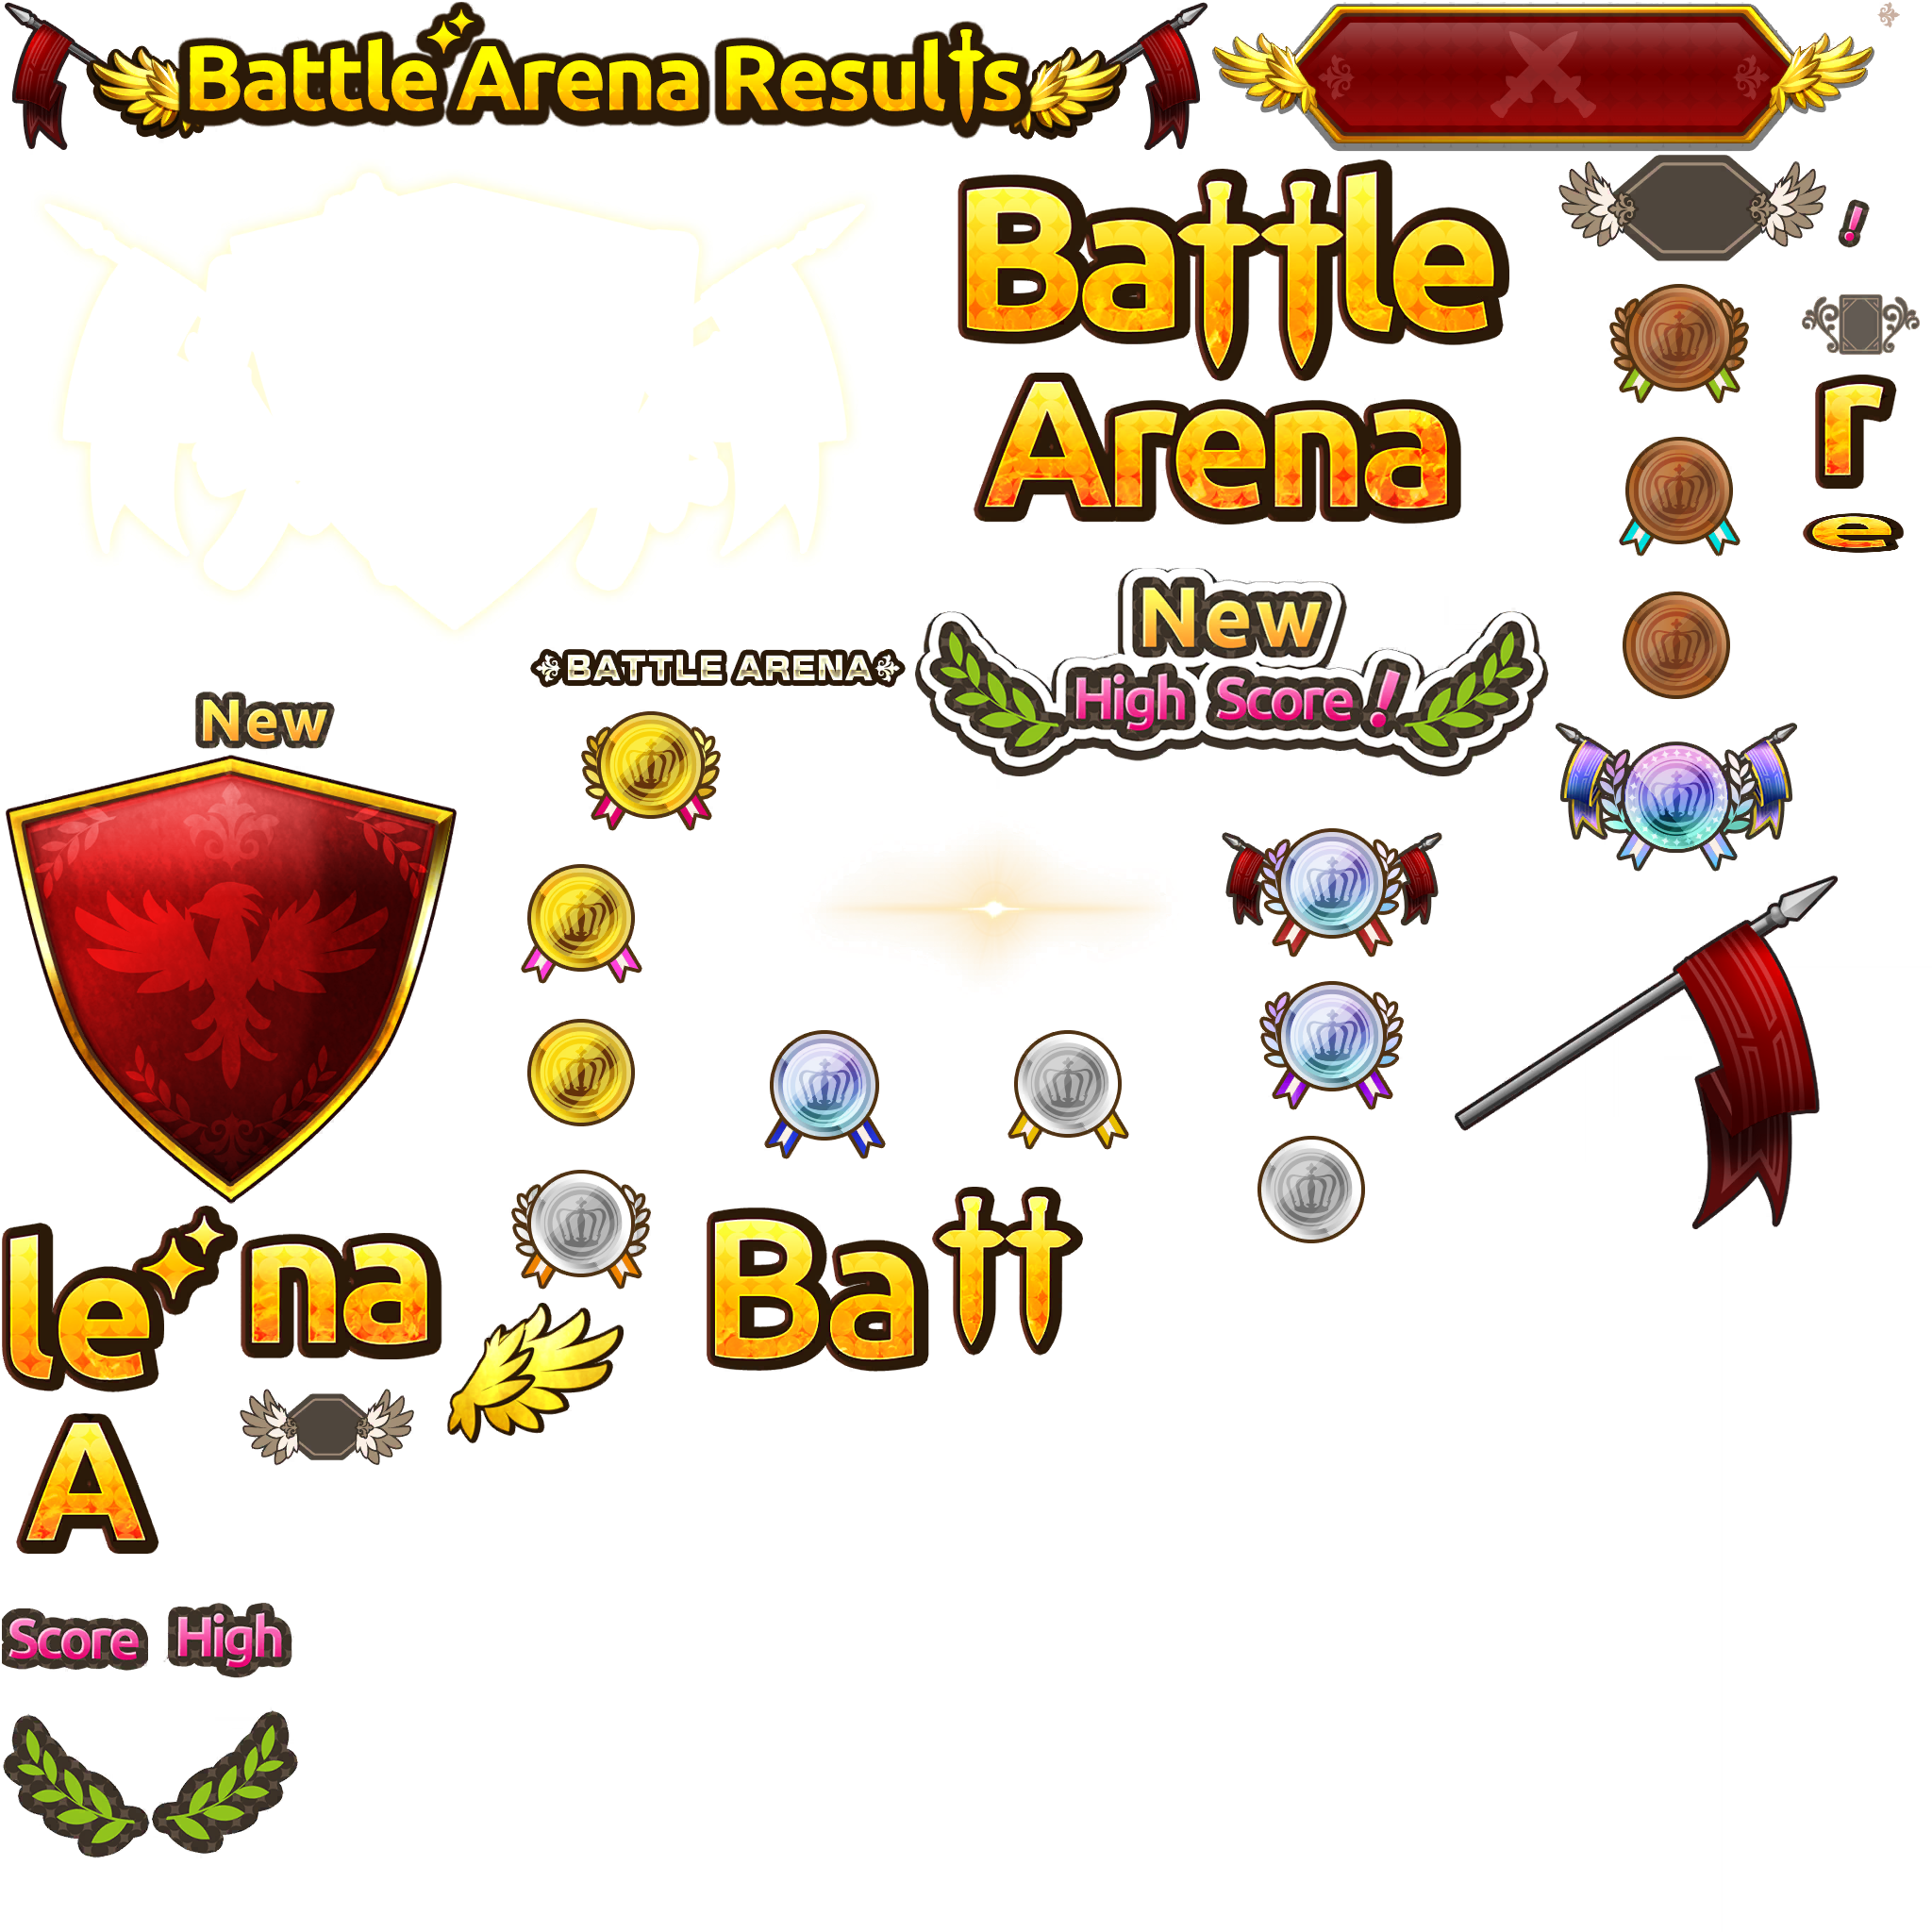 Battle Arena Results
Battle
Arena
!
r
e
New
High Score!
BATTLE ARENA
New
le
na
Batt
A
Score
High